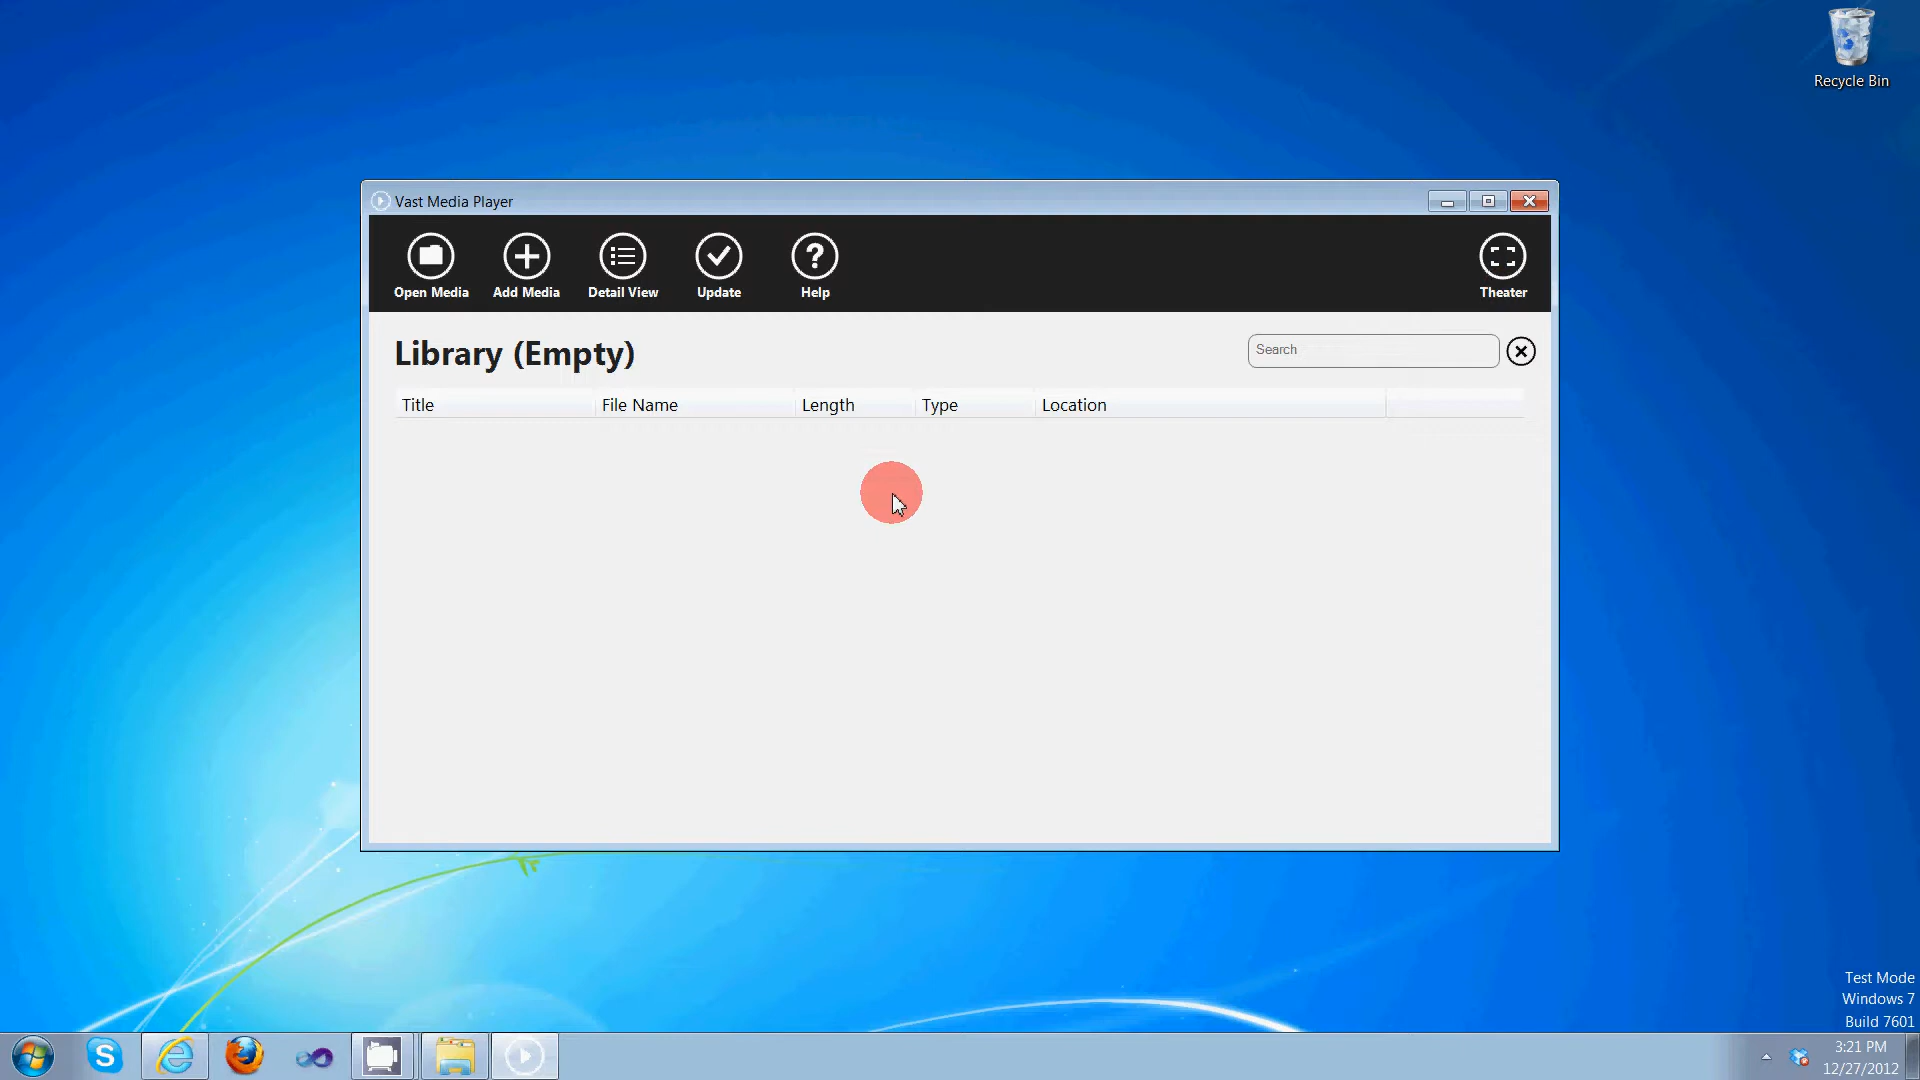 Recycle Bin
Vast Media Player
Open Media
Add Media
Detail View
Update
Help
Theater
Library (Empty)
Search
Title
File Name
Length
Type
Location
Test Mode
Windows 7
Build 7601
3:21 PM
12/27/2012